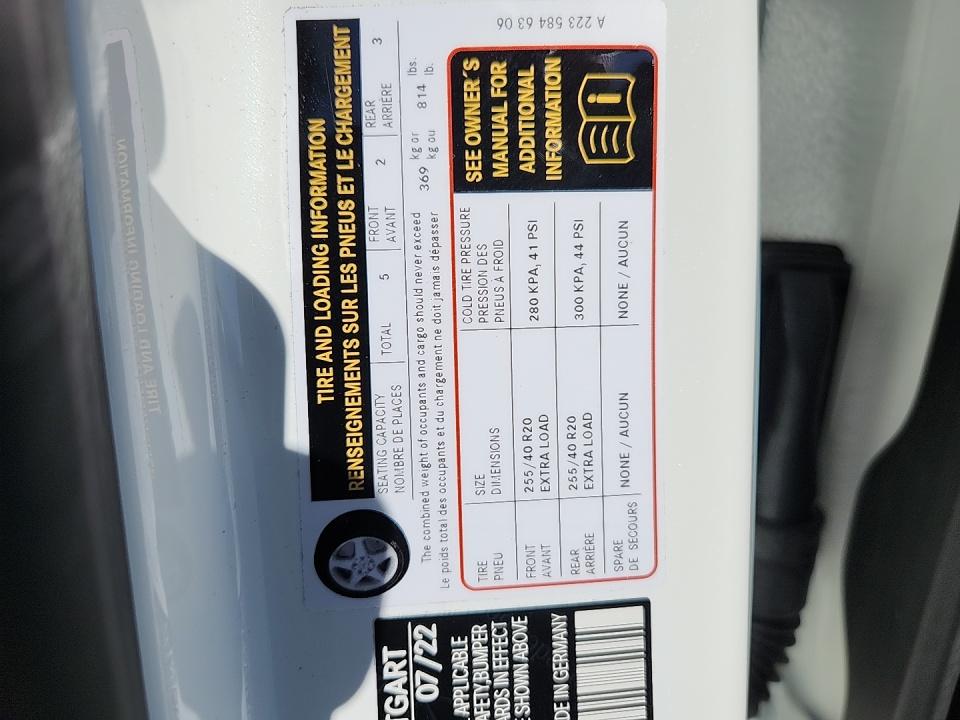 TIRE AND LOADING INFORMATION
RENSEIGNEMENTS SUR LES PNEUS ET LE CHARGEMENT
SEATING CAPACITY
NOMBRE DE PLACES
TOTAL 5
FRONT
AVANT
2
REAR
ARRIÈRE
3
The combined weight of occupants and cargo should never exceed 369 kg or 814 lbs.
Le poids total des occupants et du chargement ne doit jamais dépasser kg ou lb.
TIRE
PNEU
SIZE
DIMENSIONS
COLD TIRE PRESSURE
PRESSION DES
PNEUS À FROID
FRONT
AVANT
255/40 R20
EXTRA LOAD
280 KPA, 41 PSI
REAR
ARRIÈRE
255/40 R20
EXTRA LOAD
300 KPA, 44 PSI
SPARE
DE SECOURS
NONE / AUCUN
NONE / AUCUN
SEE OWNER'S
MANUAL FOR
ADDITIONAL
INFORMATION
A 223 584 63 06
TGART
07/22
APPLICABLE
AFETY,BUMPER
ARDS IN EFFECT
E SHOWN ABOVE
DE IN GERMANY
TIRE AND LOADING INFORMATION